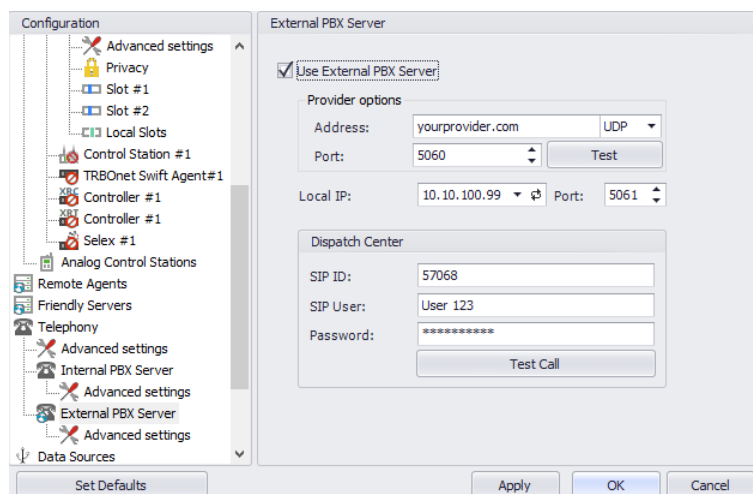 Configuration
Advanced settings
Privacy
Slot #1
Slot #2
Local Slots
Control Station #1
TRBOnet Swift Agent#1
XRC
Controller #1
XRT
Controller #1
Selex #1
Analog Control Stations
Remote Agents
Friendly Servers
Telephony
Advanced settings
Internal PBX Server
Advanced settings
External PBX Server
Advanced settings
Data Sources
Set Defaults
External PBX Server
Use External PBX Server
Provider options
Address: yourprovider.com UDP
Port: 5060 Test
Local IP: 10.10.100.99 Port: 5061
Dispatch Center
SIP ID: 57068
SIP User: User 123
Password: **********
Test Call
Apply OK Cancel